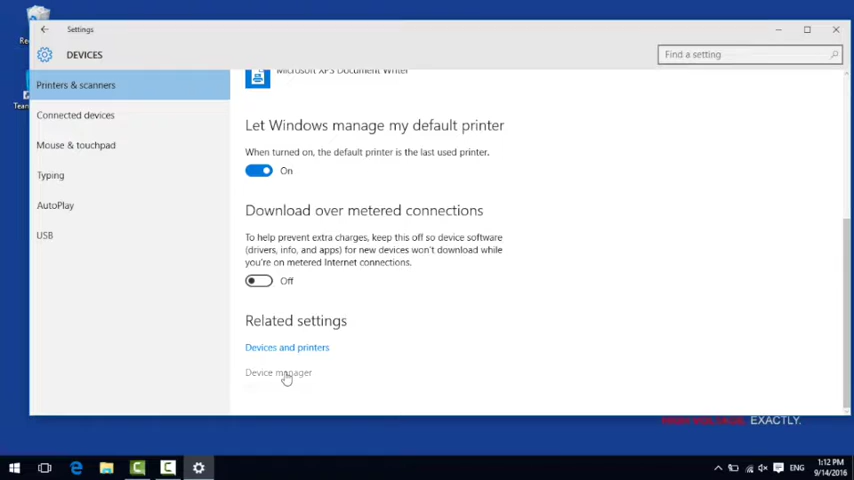 Settings
DEVICES
Find a setting
Printers & scanners
Connected devices
Mouse & touchpad
Typing
AutoPlay
USB
Microsoft XPS Document Writer
Let Windows manage my default printer
When turned on, the default printer is the last used printer.
On
Download over metered connections
To help prevent extra charges, keep this off so device software
(drivers, info, and apps) for new devices won't download while
you're on metered Internet connections.
Off
Related settings
Devices and printers
Device manager
EXACTLY.
ENG
1:12 PM
9/14/2016